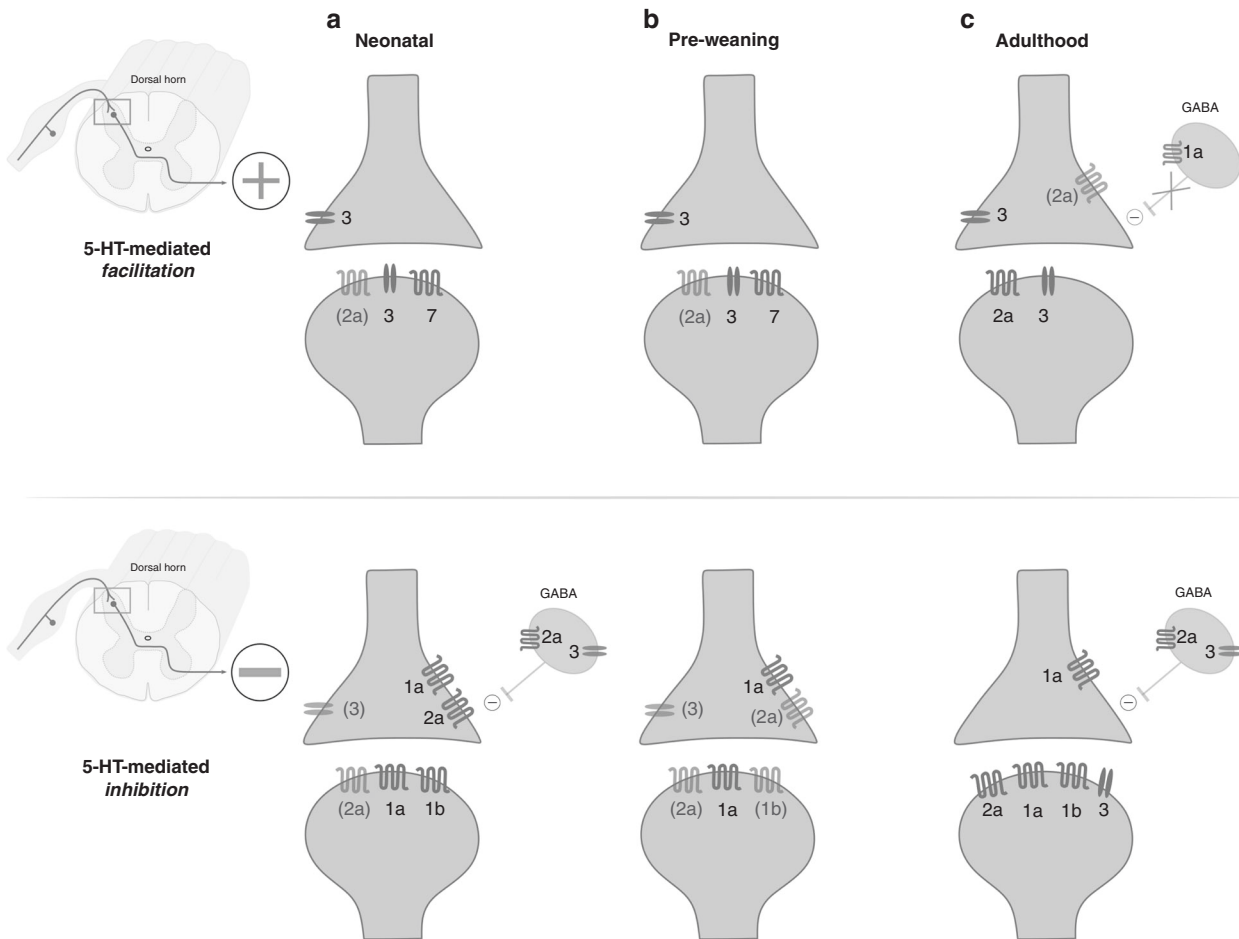 a
Neonatal
b
Pre-weaning
c
Adulthood
Dorsal horn
5-HT-mediated
facilitation
3
(2a) 3 7
3
(2a) 3 7
3
(2a)
GABA
1a
2a 3
Dorsal horn
5-HT-mediated
inhibition
(3)
1a
2a
GABA
2a
3
(2a) 1a 1b
(3)
1a
(2a)
(2a) 1a (1b)
1a
GABA
2a
3
2a 1a 1b 3